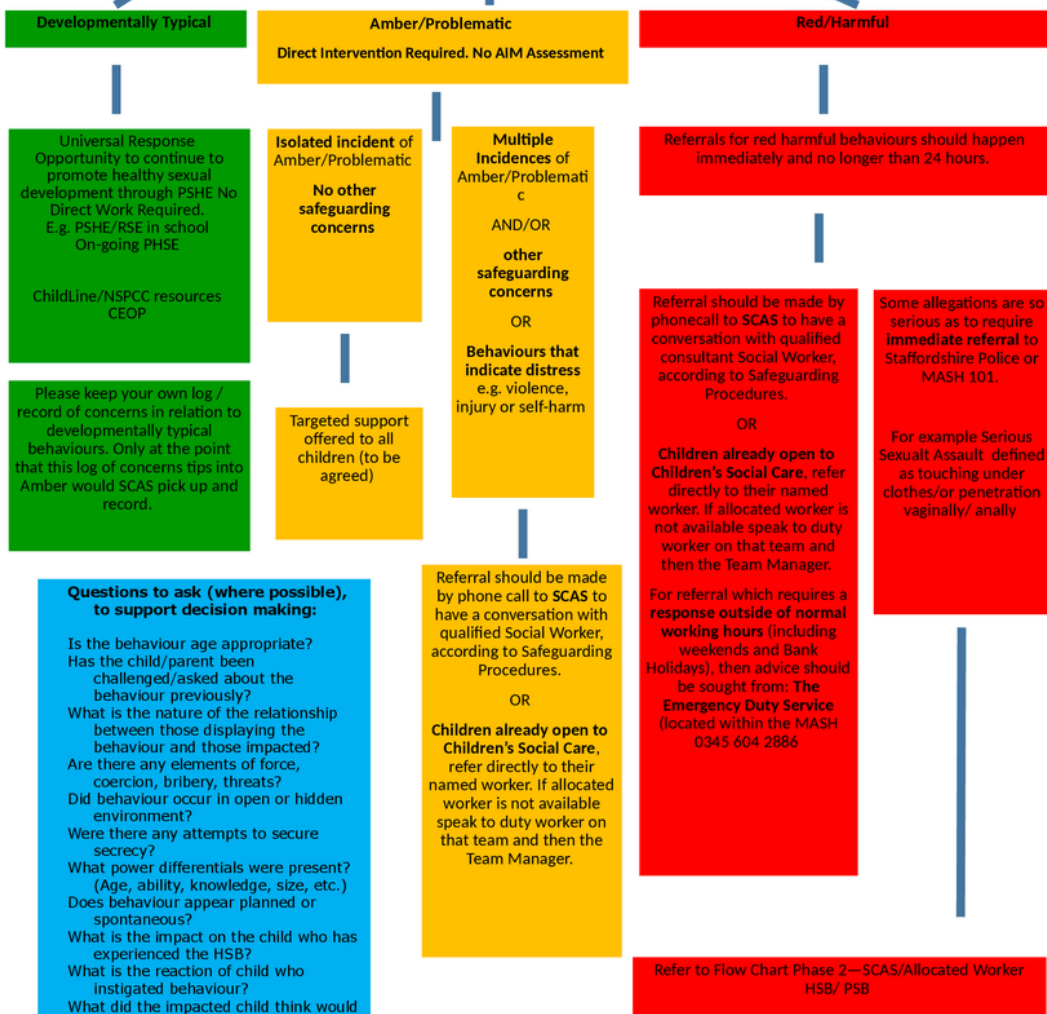 Developmentally Typical
Amber/Problematic
Direct Intervention Required. No AIM Assessment
Red/Harmful
Universal Response
Opportunity to continue to
promote healthy sexual
development through PSHE No
Direct Work Required.
E.g. PSHE/RSE in school
On-going PHSE
ChildLine/NSPCC resources
CEOP
Please keep your own log /
record of concerns in relation to
developmentally typical
behaviours. Only at the point
that this log of concerns tips into
Amber would SCAS pick up and
record.
Isolated incident of
Amber/Problematic
No other
safeguarding
concerns
Targeted support
offered to all
children (to be
agreed)
Multiple
Incidences of
Amber/Problemati
c
AND/OR
other
safeguarding
concerns
OR
Behaviours that
indicate distress
e.g. violence,
injury or self-harm
Referral should be made
by phone call to SCAS to
have a conversation with
qualified Social Worker,
according to Safeguarding
Procedures.
OR
Children already open to
Children's Social Care,
refer directly to their
named worker. If allocated
worker is not available
speak to duty worker on
that team and then the
Team Manager.
Referrals for red harmful behaviours should happen
immediately and no longer than 24 hours.
Referral should be made by
phonecall to SCAS to have a
conversation with qualified
consultant Social Worker,
according to Safeguarding
Procedures.
OR
Children already open to
Children's Social Care, refer
directly to their named
worker. If allocated worker is
not available speak to duty
worker on that team and
then the Team Manager.
For referral which requires a
response outside of normal
working hours (including
weekends and Bank
Holidays), then advice should
be sought from: The
Emergency Duty Service
(located within the MASH
0345 604 2886
Some allegations are so
serious as to require
immediate referral to
Staffordshire Police or
MASH 101.
For example Serious
Sexualt Assault defined
as touching under
clothes/or penetration
vaginally/ anally
Refer to Flow Chart Phase 2—SCAS/Allocated Worker
HSB/ PSB
Questions to ask (where possible),
to support decision making:
Is the behaviour age appropriate?
Has the child/parent been
challenged/asked about the
behaviour previously?
What is the nature of the relationship
between those displaying the
behaviour and those impacted?
Are there any elements of force,
coercion, bribery, threats?
Did behaviour occur in open or hidden
environment?
Were there any attempts to secure
secrecy?
What power differentials were present?
(Age, ability, knowledge, size, etc.)
Does behaviour appear planned or
spontaneous?
What is the impact on the child who has
experienced the HSB?
What is the reaction of child who
instigated behaviour?
What did the impacted child think would